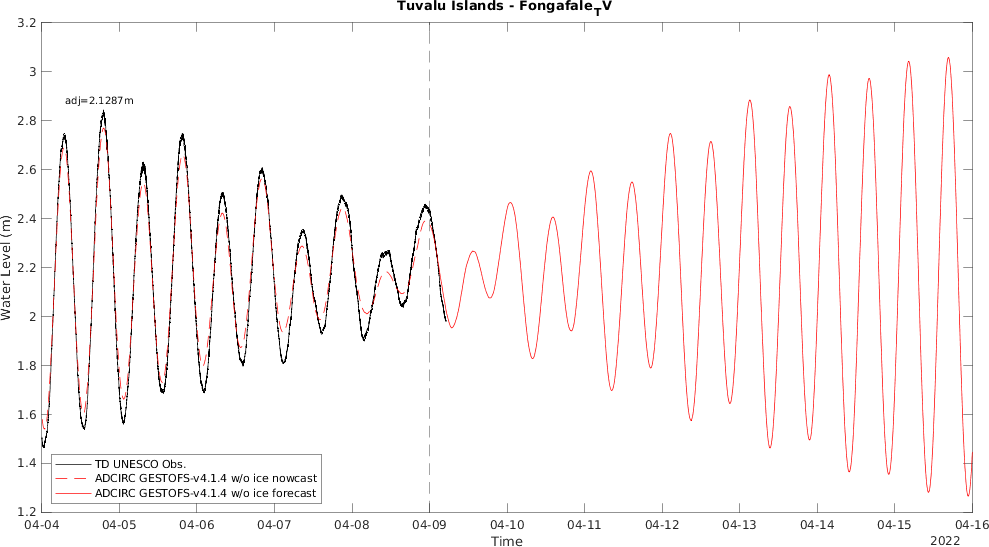 Tuvalu Islands - Fongafale_TV
3.2
3
2.8
2.6
2.4
2.2
2
1.8
1.6
1.4
1.2
Water Level (m)
adj=2.1287m
TD UNESCO Obs.
ADCIRC GESTOFS-v4.1.4 w/o ice nowcast
ADCIRC GESTOFS-v4.1.4 w/o ice forecast
04-04 04-05 04-06 04-07 04-08 04-09 04-10 04-11 04-12 04-13 04-14 04-15 04-16
Time
2022